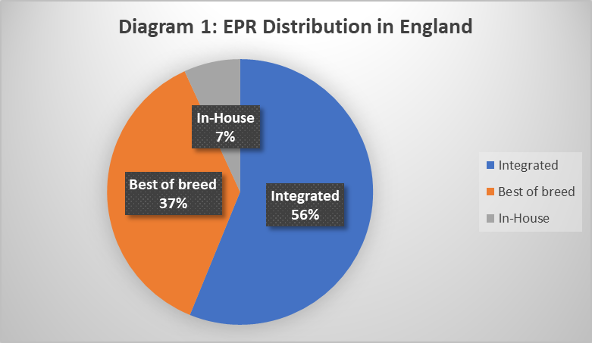 Diagram 1: EPR Distribution in England
In-House
7%
Best of breed
37%
Integrated
56%
Integrated
Best of breed
In-House